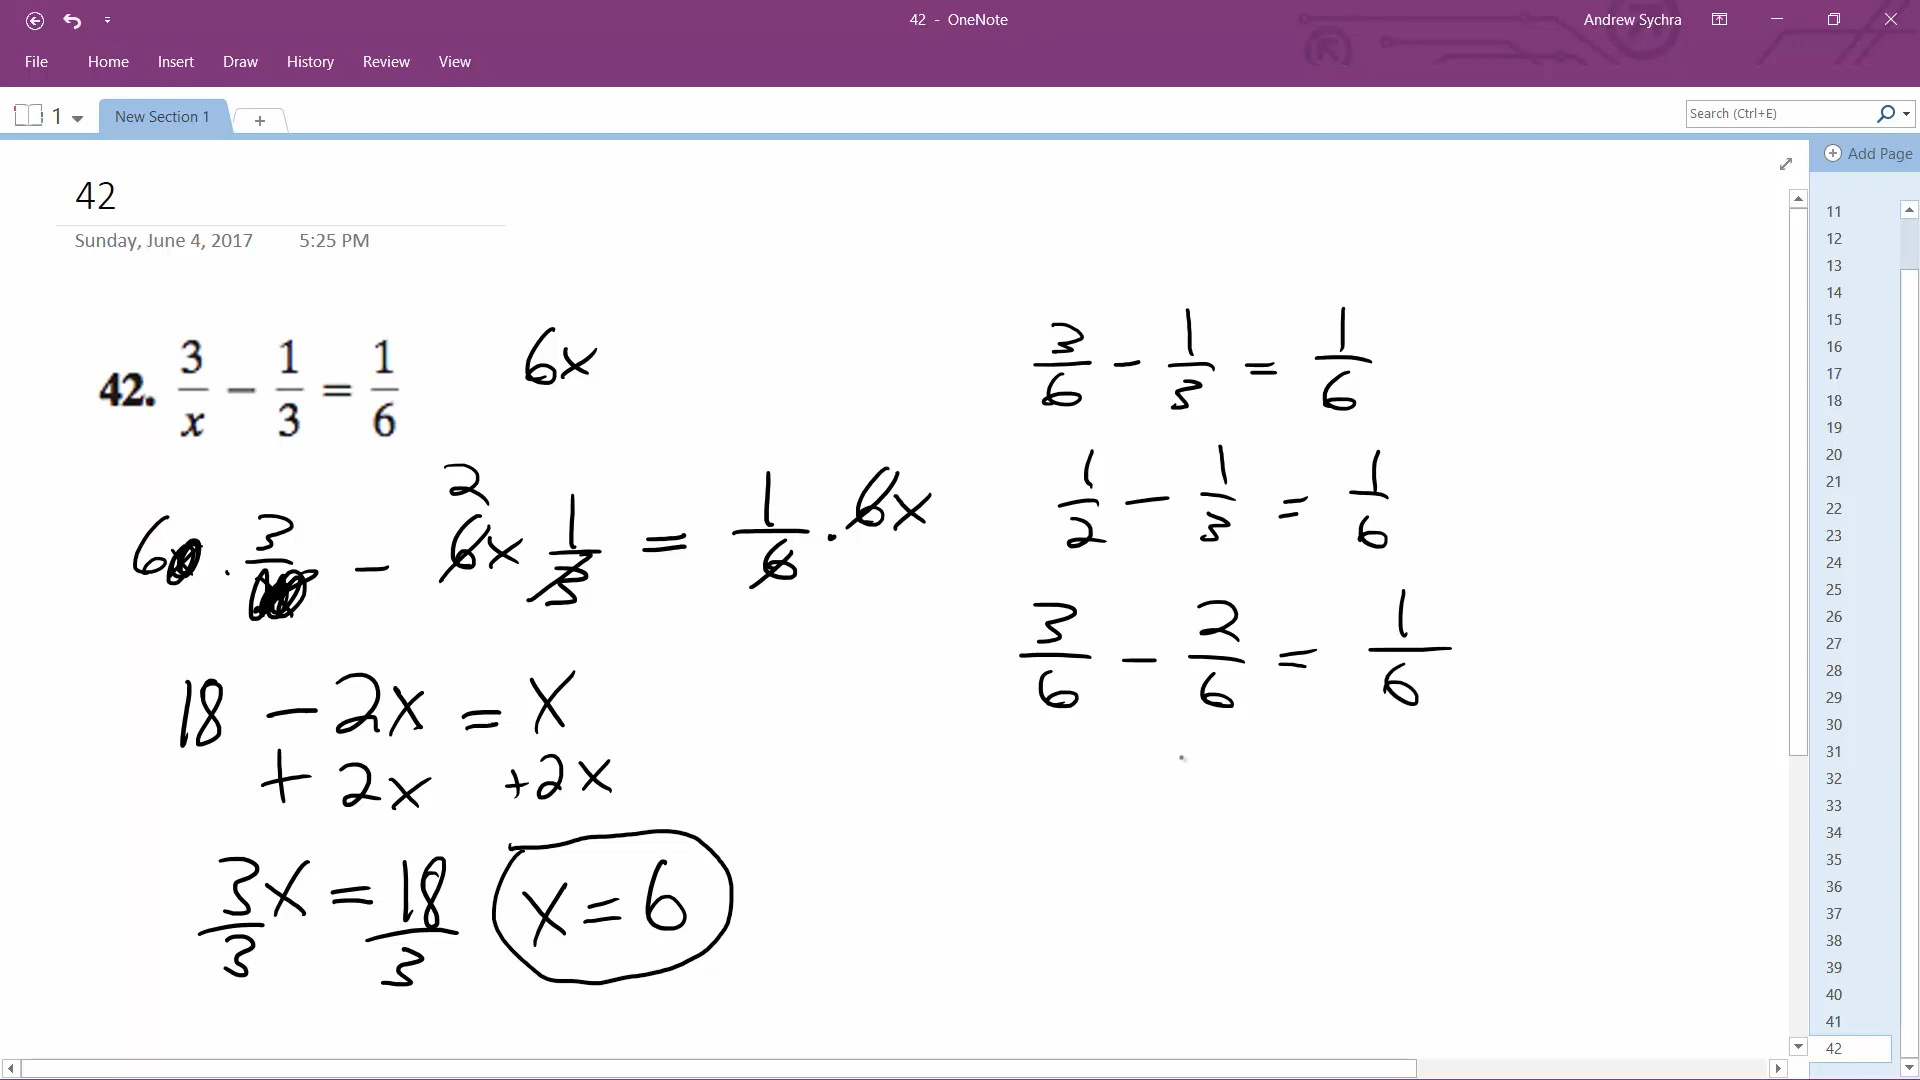 42 - OneNote
Andrew Sychra
File Home Insert Draw History Review View
1 New Section 1 +
Search (Ctrl+E)
Add Page
42
Sunday, June 4, 2017 5:25 PM
42. 3/x - 1/3 = 1/6
6x
2
6 · 3/ - 6x 1/3 = 1/6 · 6x
18 - 2x = x
+ 2x +2x
3x/3 = 18/3
x = 6
3/6 - 1/3 = 1/6
1/2 - 1/3 = 1/6
3/6 - 2/6 = 1/6
11
12
13
14
15
16
17
18
19
20
21
22
23
24
25
26
27
28
29
30
31
32
33
34
35
36
37
38
39
40
41
42